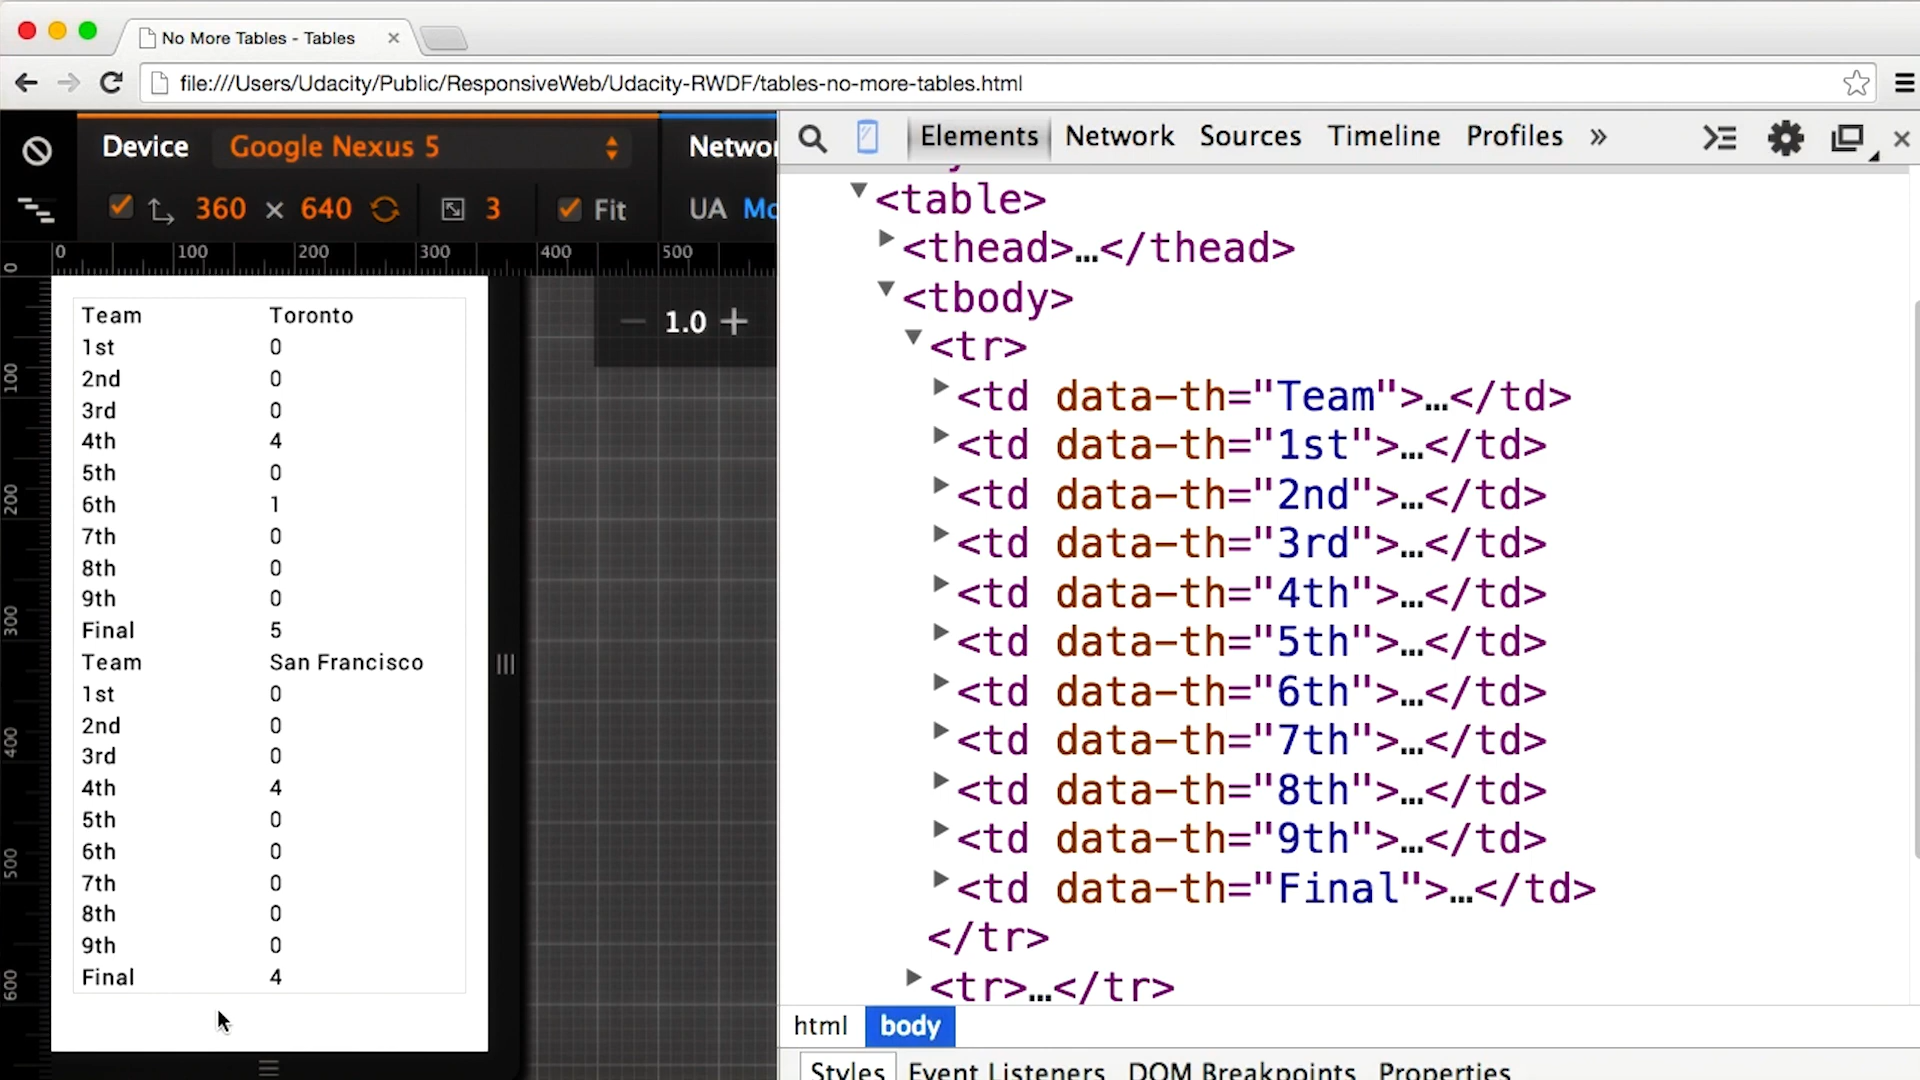 No More Tables - Tables
file:///Users/Udacity/Public/ResponsiveWeb/Udacity-RWDF/tables-no-more-tables.html
Device Google Nexus 5
360 × 640 3 Fit UA
0 100 200 300 400 500
0
100
200
300
400
500
600
1.0
Team Toronto
1st 0
2nd 0
3rd 0
4th 4
5th 0
6th 1
7th 0
8th 0
9th 0
Final 5
Team San Francisco
1st 0
2nd 0
3rd 0
4th 4
5th 0
6th 0
7th 0
8th 0
9th 0
Final 4
Elements Network Sources Timeline Profiles »
<table>
<thead>…</thead>
<tbody>
<tr>
<td data-th="Team">…</td>
<td data-th="1st">…</td>
<td data-th="2nd">…</td>
<td data-th="3rd">…</td>
<td data-th="4th">…</td>
<td data-th="5th">…</td>
<td data-th="6th">…</td>
<td data-th="7th">…</td>
<td data-th="8th">…</td>
<td data-th="9th">…</td>
<td data-th="Final">…</td>
</tr>
<tr>…</tr>
html body
Styles Event Listeners DOM Breakpoints Properties